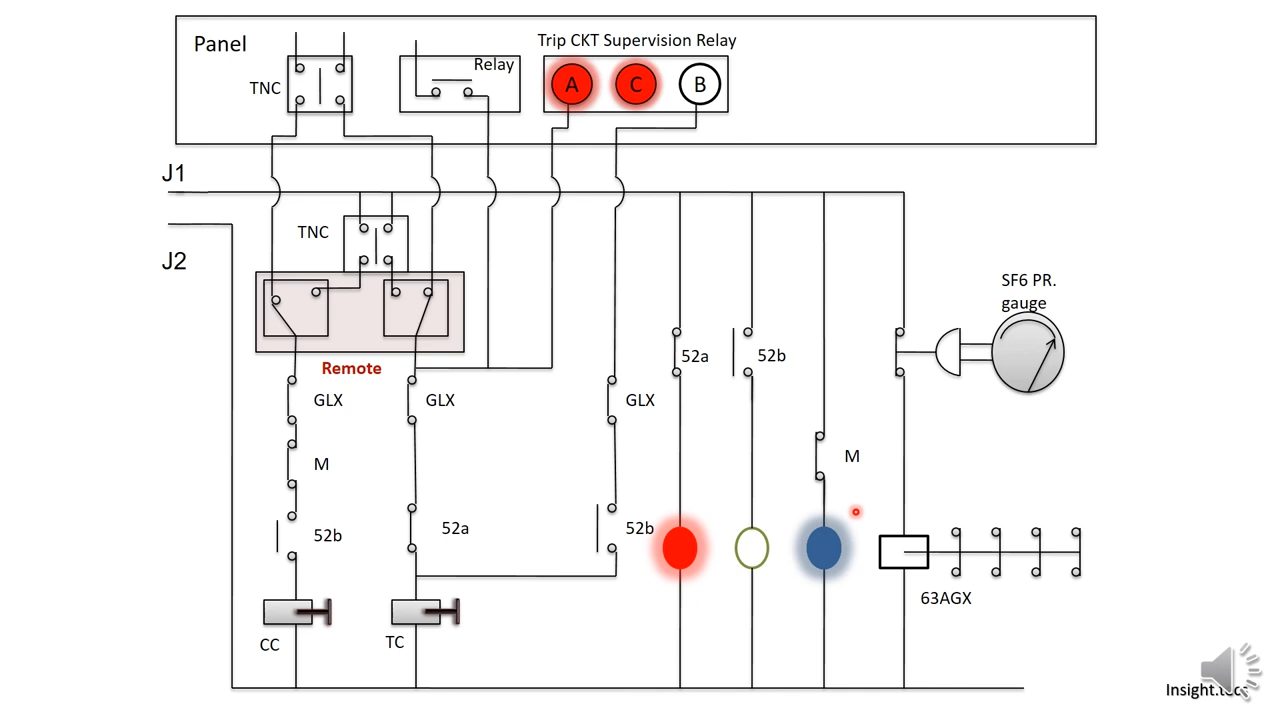 Trip CKT Supervision Relay
Panel
Relay
TNC
A
C
B
J1
TNC
J2
SF6 PR.
gauge
52a
52b
Remote
GLX
GLX
GLX
M
M
52b
52a
52b
63AGX
CC
TC